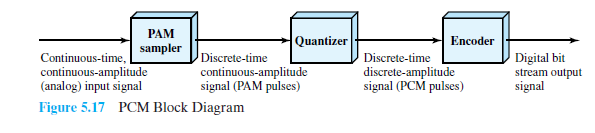 PAM
sampler
Quantizer
Encoder
Continuous-time,
continuous-amplitude
(analog) input signal
Discrete-time
continuous-amplitude
signal (PAM pulses)
Discrete-time
discrete-amplitude
signal (PCM pulses)
Digital bit
stream output
signal
Figure 5.17 PCM Block Diagram